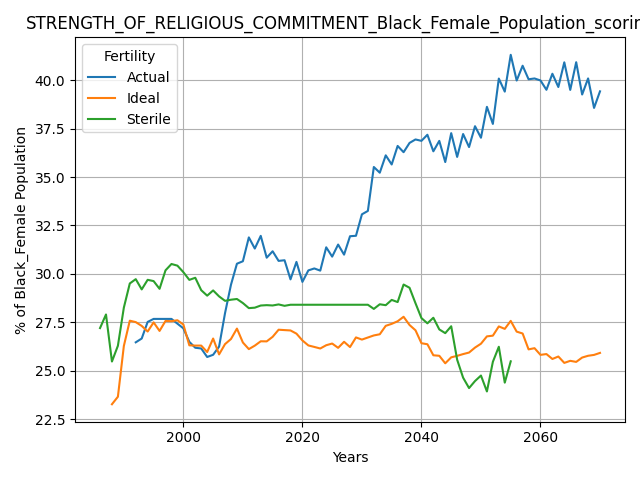 STRENGTH_OF_RELIGIOUS_COMMITMENT_Black_Female_Population_scorin
Fertility
Actual
Ideal
Sterile
% of Black_Female Population
40.0
37.5
35.0
32.5
30.0
27.5
25.0
22.5
2000 2020 2040 2060
Years